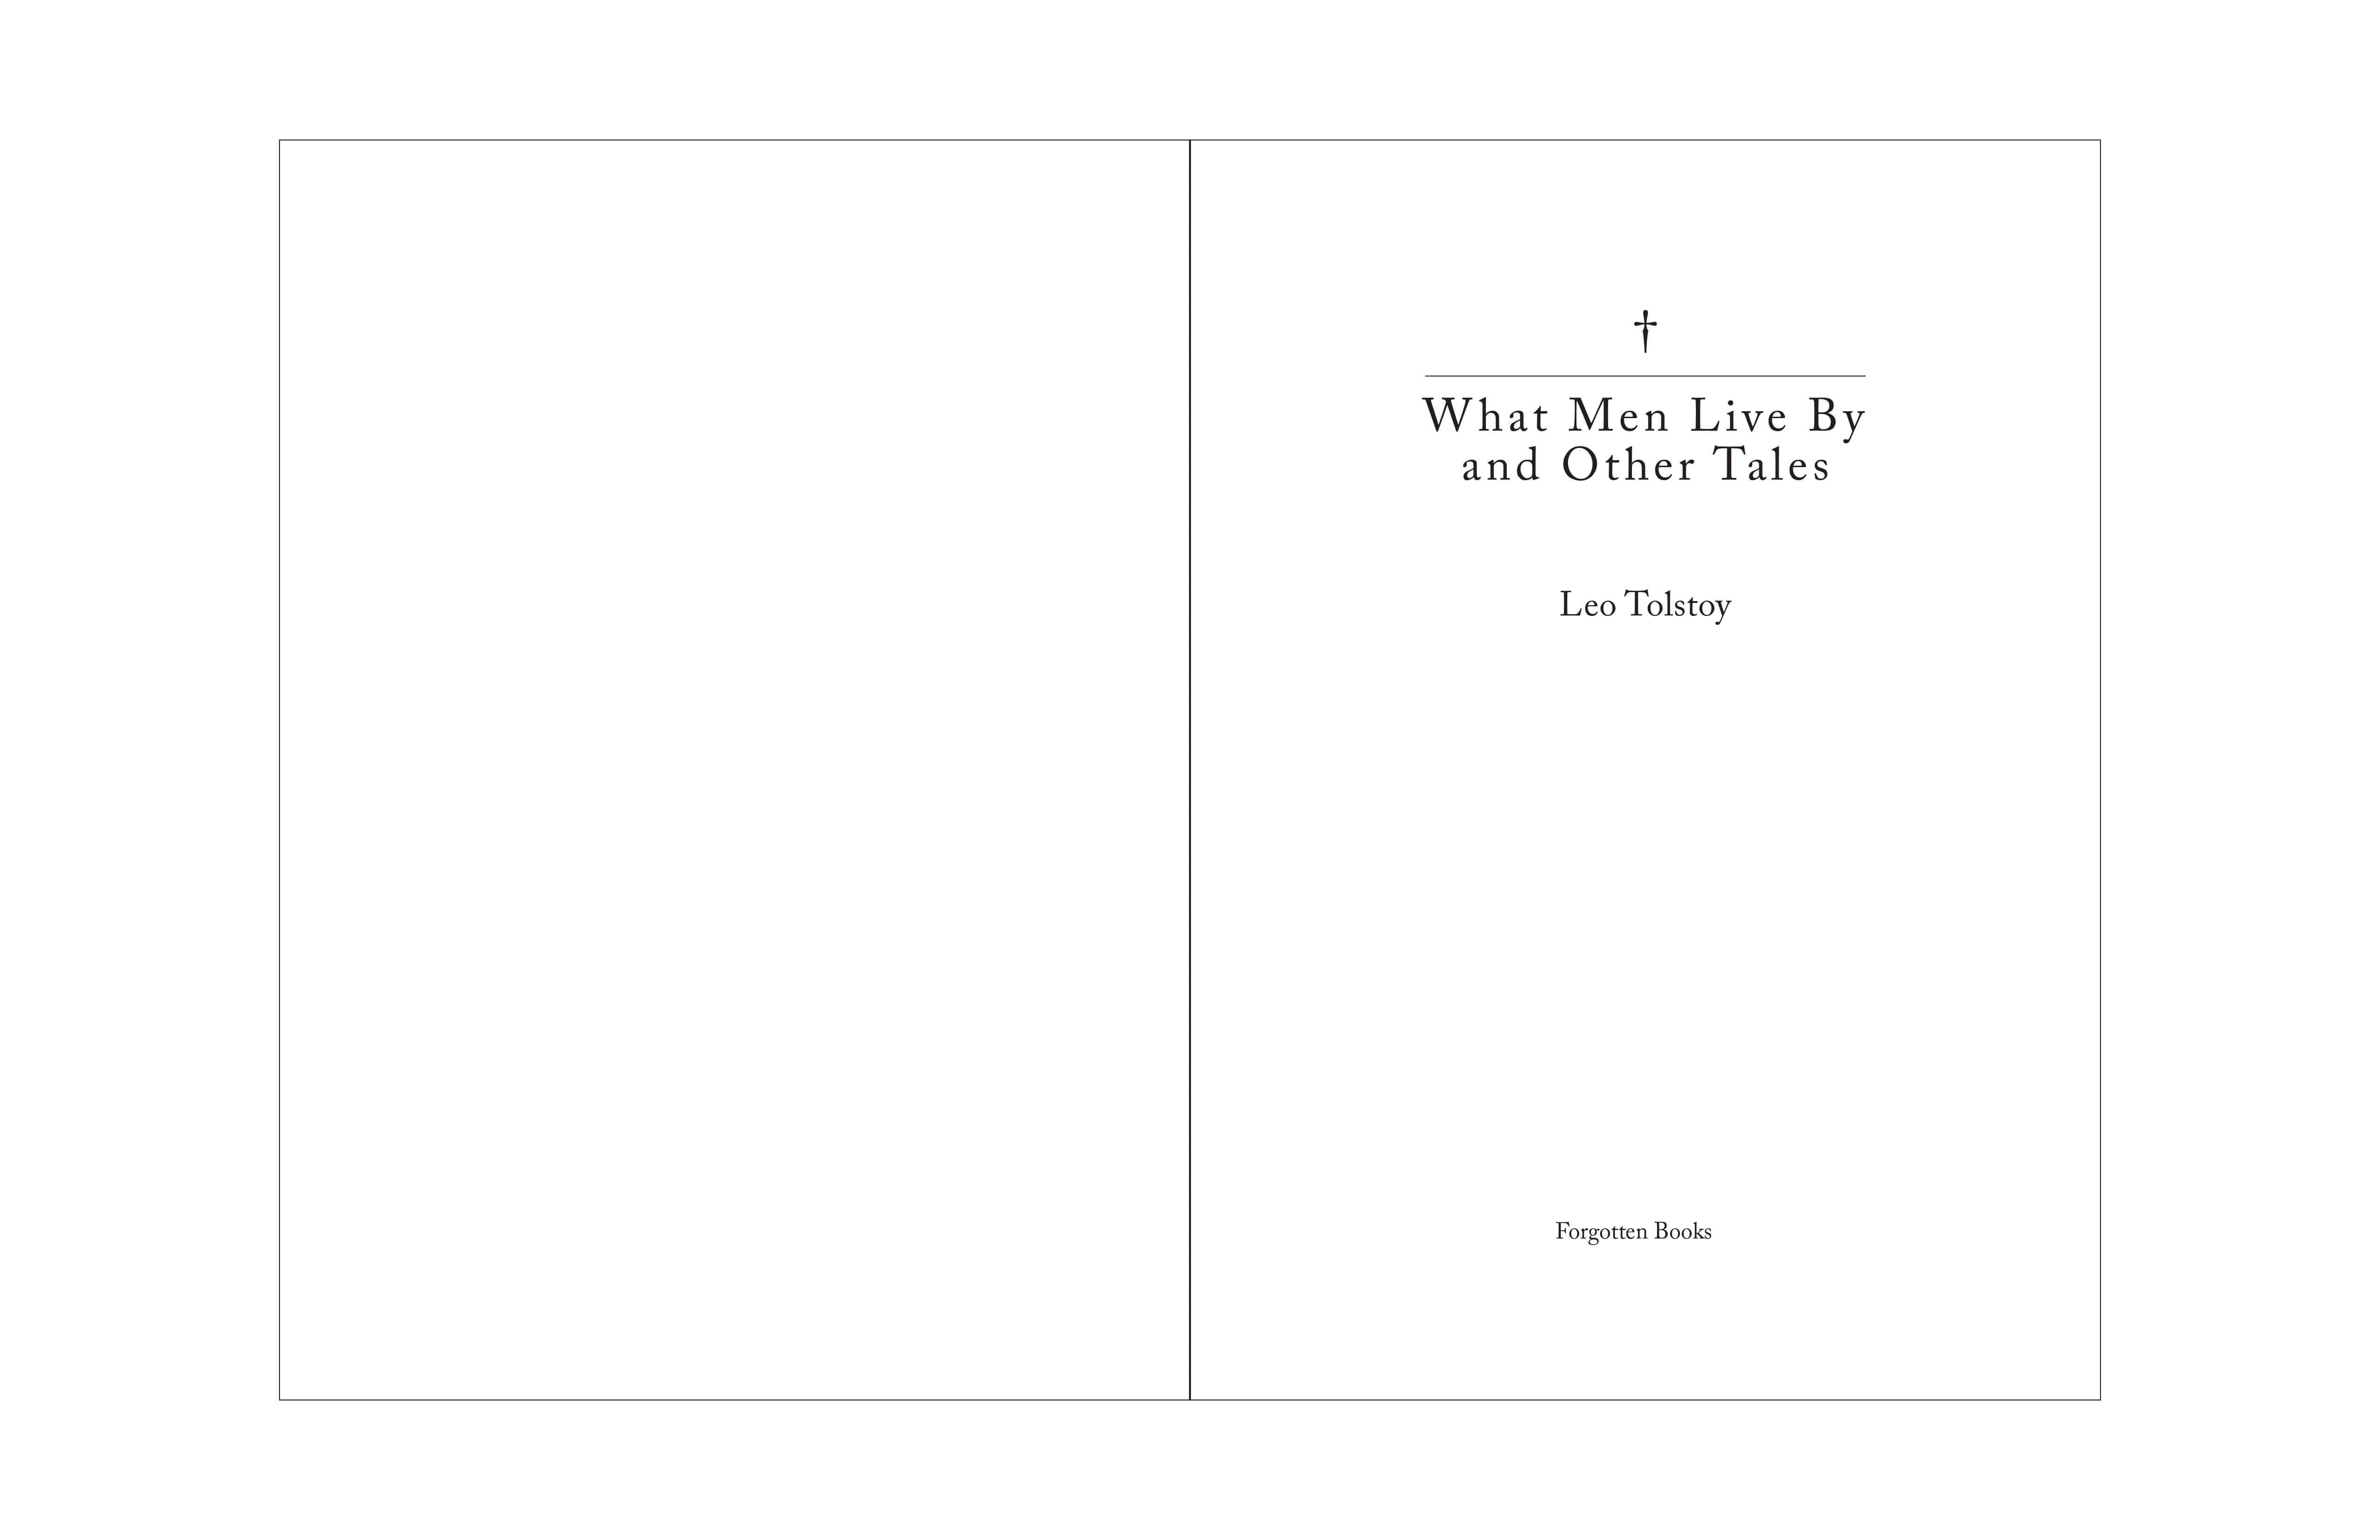 †
What Men Live By
and Other Tales
Leo Tolstoy
Forgotten Books